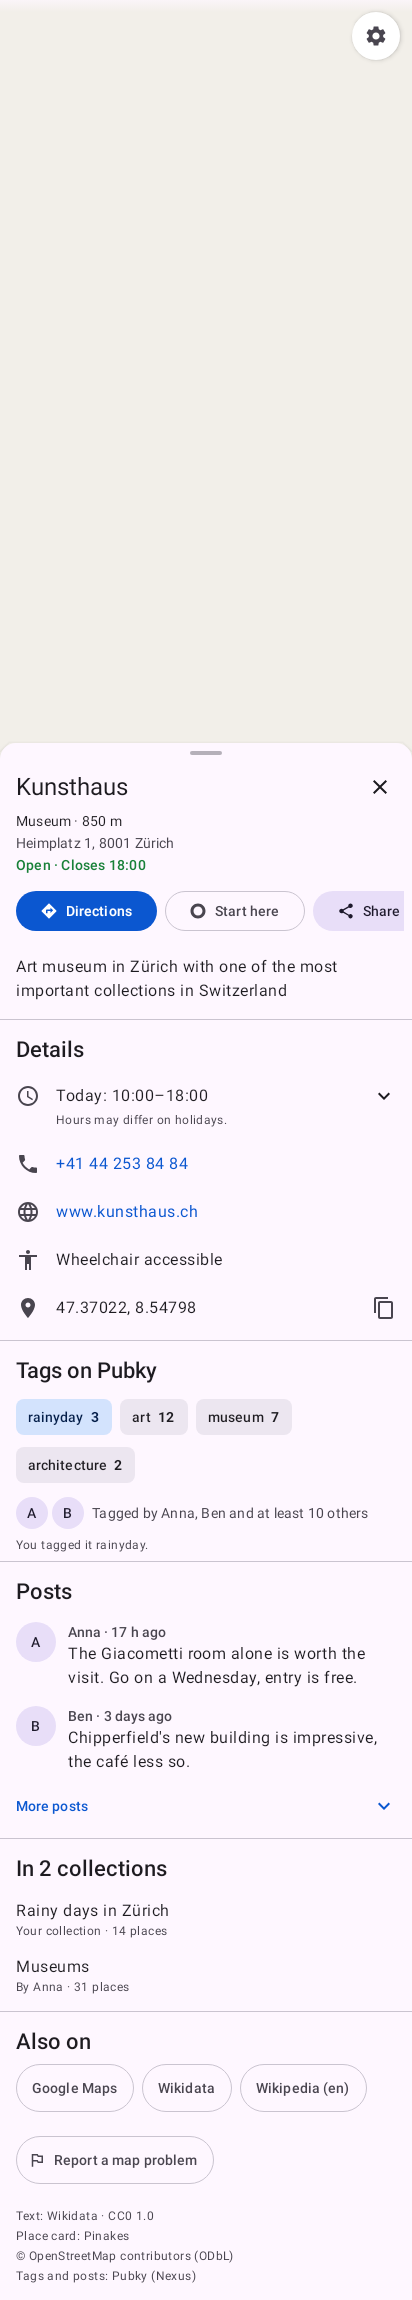 Kunsthaus
Museum · 850 m
Heimplatz 1, 8001 Zürich
Open · Closes 18:00
Directions
Start here
Share
Art museum in Zürich with one of the most
important collections in Switzerland
Details
Today: 10:00–18:00
Hours may differ on holidays.
+41 44 253 84 84
www.kunsthaus.ch
Wheelchair accessible
47.37022, 8.54798
Tags on Pubky
rainyday 3
art 12
museum 7
architecture 2
A
B
Tagged by Anna, Ben and at least 10 others
You tagged it rainyday.
Posts
A
Anna · 17 h ago
The Giacometti room alone is worth the
visit. Go on a Wednesday, entry is free.
B
Ben · 3 days ago
Chipperfield's new building is impressive,
the café less so.
More posts
In 2 collections
Rainy days in Zürich
Your collection · 14 places
Museums
By Anna · 31 places
Also on
Google Maps
Wikidata
Wikipedia (en)
Report a map problem
Text: Wikidata · CC0 1.0
Place card: Pinakes
© OpenStreetMap contributors (ODbL)
Tags and posts: Pubky (Nexus)